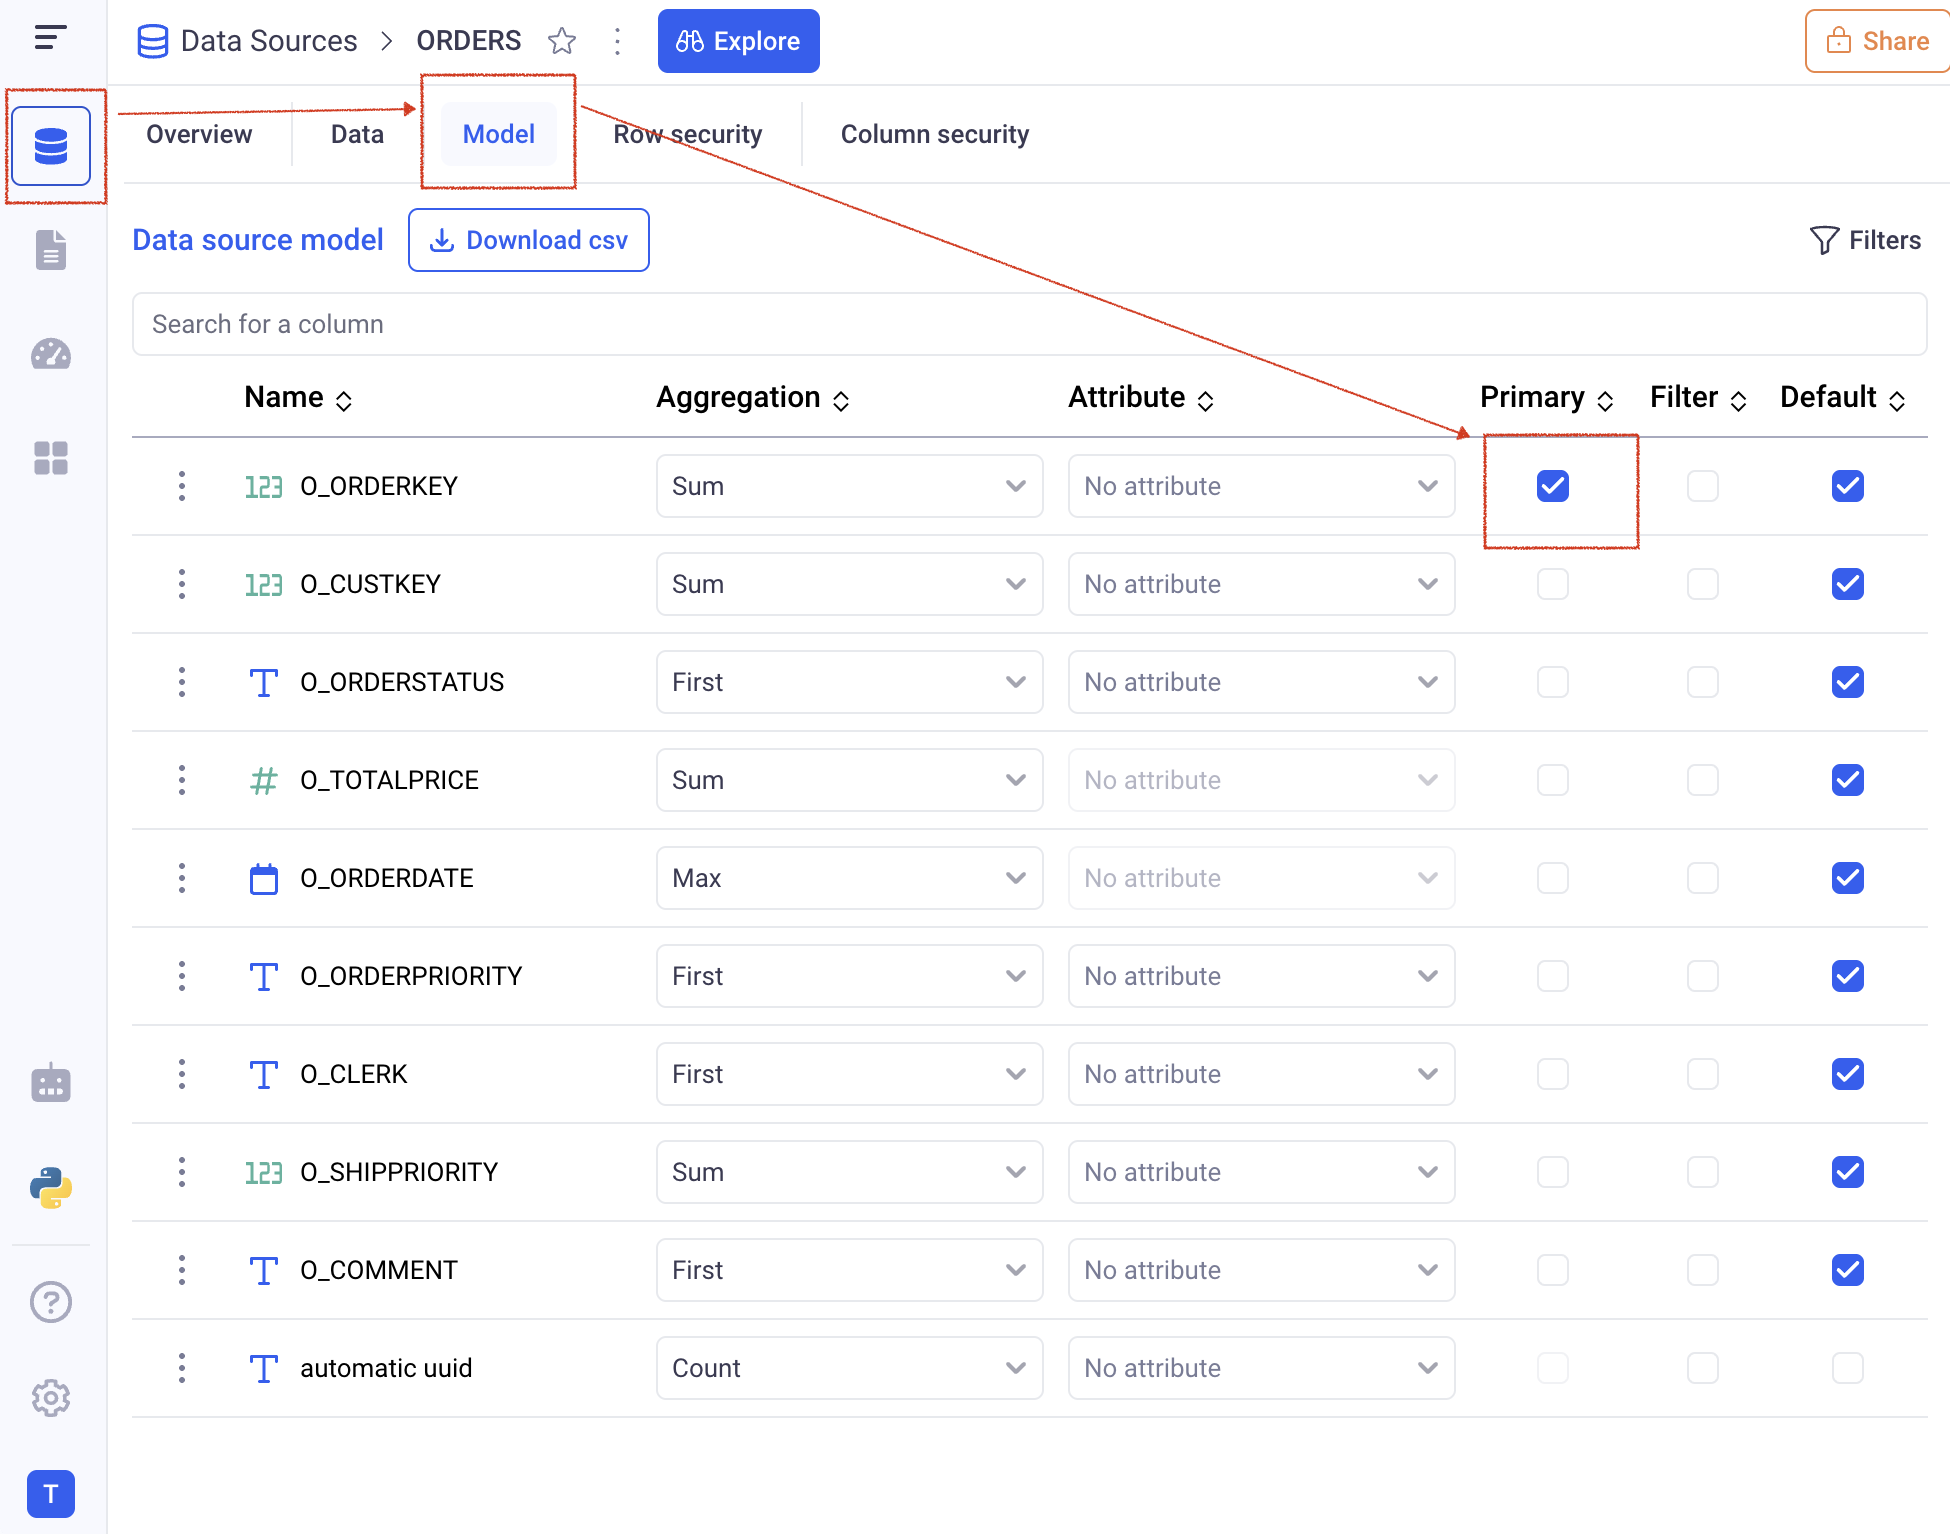 Data Sources > ORDERS Explore Share
Overview Data Model Row security Column security
Data source model Download csv Filters
Search for a column
Name Aggregation Attribute Primary Filter Default
123 O_ORDERKEY Sum No attribute
123 O_CUSTKEY Sum No attribute
T O_ORDERSTATUS First No attribute
# O_TOTALPRICE Sum No attribute
O_ORDERDATE Max No attribute
T O_ORDERPRIORITY First No attribute
T O_CLERK First No attribute
123 O_SHIPPRIORITY Sum No attribute
T O_COMMENT First No attribute
T automatic uuid Count No attribute
?
T